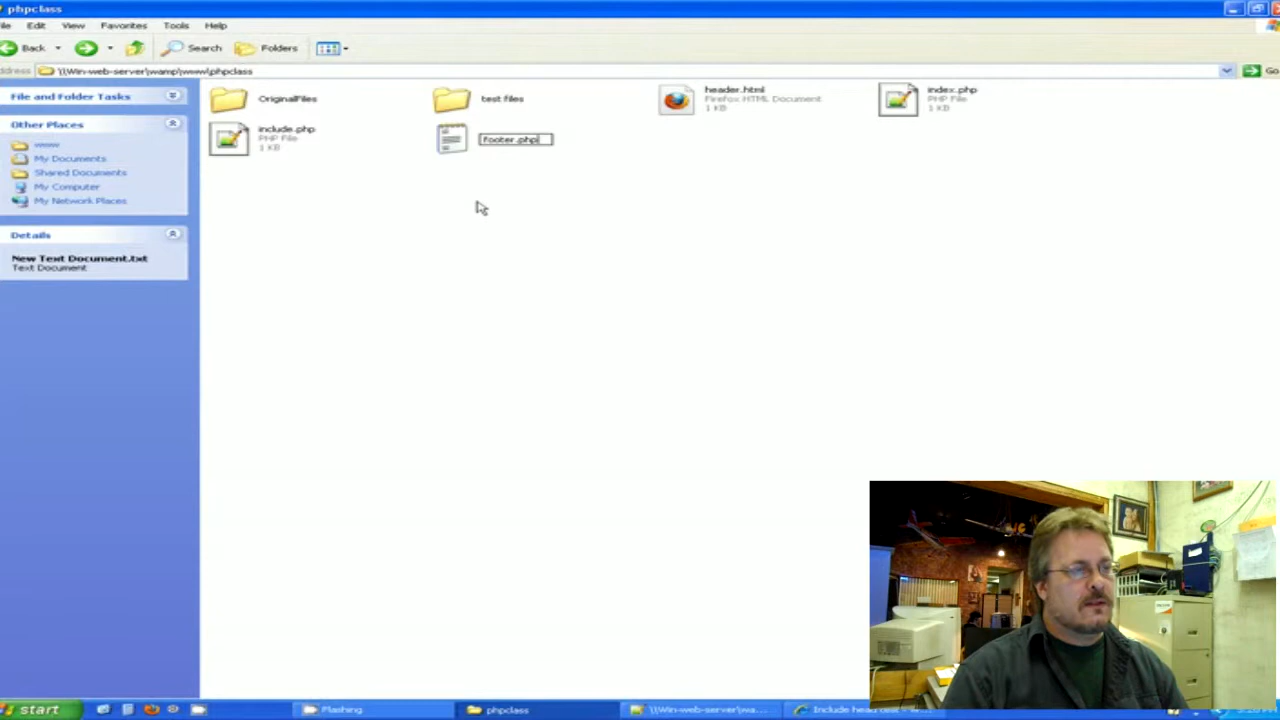 phpclass
File Edit View Favorites Tools Help
Back Search Folders
Address \\Win-web-server\wamp\www\phpclass Go
File and Folder Tasks
Other Places
www
My Documents
Shared Documents
My Computer
My Network Places
Details
New Text Document.txt
Text Document
OriginalFiles
test files
header.html
Firefox HTML Document
1 KB
index.php
PHP File
1 KB
include.php
PHP File
1 KB
footer.php
start Flashing phpclass \\Win-web-server\wa...